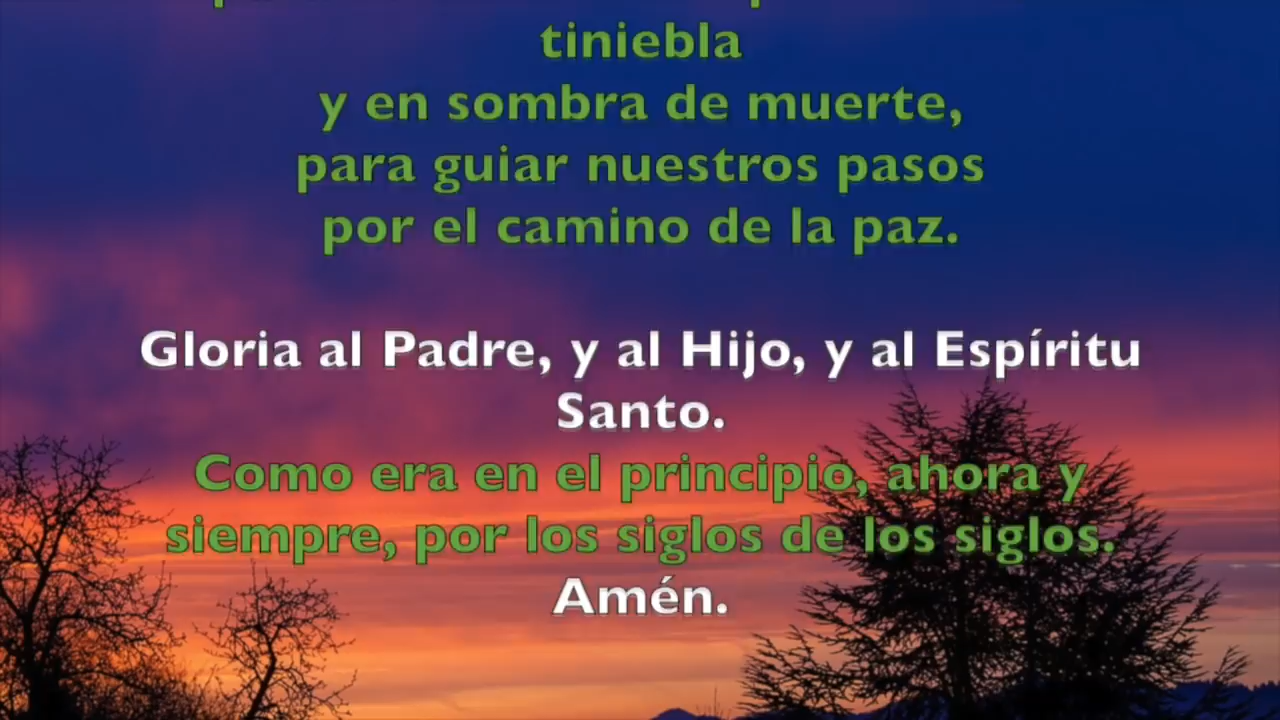 tiniebla
y en sombra de muerte,
para guiar nuestros pasos
por el camino de la paz.
Gloria al Padre, y al Hijo, y al Espíritu
Santo.
Como era en el principio, ahora y
siempre, por los siglos de los siglos.
Amén.